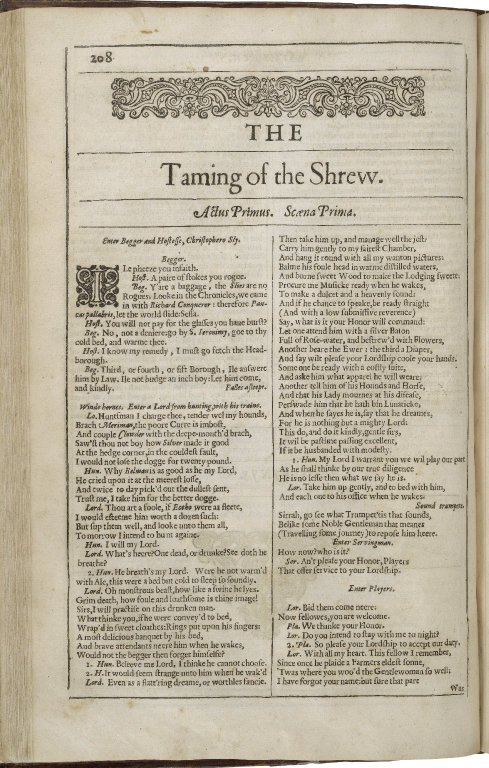 208
THE
Taming of the Shrew.
Actus Primus. Scæna Prima.
Enter Begger and Hostesse, Christophero Sly.
Begger.
Ile pheeze you infaith.
Host. A paire of stokes you rogue.
Beg. Y'are a baggage, the Slies are no
Rogues. Looke in the Chronicles, we came
in with Richard Conqueror: therefore Pau-
cas pallabris, let the world slide: Sessa.
Host. You will not pay for the glasses you haue burst?
Beg. No, not a deniere: go by S. Ieronimy, goe to thy
cold bed, and warme thee.
Host. I know my remedy, I must go fetch the Head-
borough.
Beg. Third, or fourth, or fift Borough, Ile answere
him by Law. Ile not budge an inch boy: Let him come,
and kindly. Falles asleepe.
Winde hornes. Enter a Lord from hunting, with his traine.
Lo. Huntsman I charge thee, tender wel my hounds,
Brach Meriman, the poore Curre is imbost,
And couple Clowder with the deepe-mouth'd brach,
Saw'st thou not boy how Siluer made it good
At the hedge corner, in the couldest fault,
I would not lose the dogge for twentie pound.
Hun. Why Belman is as good as he my Lord,
He cried vpon it at the meerest losse,
And twice to day pick'd out the dullest sent,
Trust me, I take him for the better dogge.
Lord. Thou art a foole, if Eccho were as fleete,
I would esteeme him worth a dozen such:
But sup them well, and looke vnto them all,
To morrow I intend to hunt againe.
Hun. I will my Lord.
Lord. What's heere? One dead, or drunke? See doth he
breathe?
2. Hun. He breath's my Lord. Were he not warm'd
with Ale, this were a bed but cold to sleep so soundly.
Lord. Oh monstrous beast, how like a swine he lyes.
Grim death, how foule and loathsome is thine image!
Sirs, I will practise on this drunken man.
What thinke you, if he were conuey'd to bed,
Wrap'd in sweet cloathes: Rings put vpon his fingers:
A most delicious banquet by his bed,
And braue attendants neere him when he wakes,
Would not the begger then forget himselfe?
1. Hun. Beleeue me Lord, I thinke he cannot choose.
2. H. It would seem strange vnto him when he wak'd
Lord. Euen as a flatt'ring dreame, or worthles fancie.
Then take him vp, and manage well the iest:
Carry him gently to my fairest Chamber,
And hang it round with all my wanton pictures:
Balme his foule head in warme distilled waters,
And burne sweet Wood to make the Lodging sweete:
Procure me Musicke readie when he wakes,
To make a dulcet and a heauenly sound:
And if he chance to speake, be readie straight
(And with a low submissiue reuerence)
Say, what is it your Honor wil command:
Let one attend him with a siluer Bason
Full of Rose-water, and bestrew'd with Flowers,
Another beare the Ewer: the third a Diaper,
And say wilt please your Lordship coole your hands.
Some one be readie with a costly suite,
And aske him what apparrel he will weare:
Another tell him of his Hounds and Horse,
And that his Ladie mournes at his disease,
Perswade him that he hath bin Lunaticke,
And when he sayes he is, say that he dreames,
For he is nothing but a mightie Lord:
This do, and do it kindly, gentle sirs,
It wil be pastime passing excellent,
If it be husbanded with modestie.
1. Hun. My Lord I warrant you we wil play our part
As he shall thinke by our true diligence
He is no lesse then what we say he is.
Lor. Take him vp gently, and to bed with him,
And each one to his office when he wakes.
Sound trumpets.
Sirrah, go see what Trumpet 'tis that sounds,
Belike some Noble Gentleman that meanes
(Trauelling some iourney) to repose him heere.
Enter Seruingman.
How now? who is it?
Ser. An't please your Honor, Players
That offer seruice to your Lordship.
Enter Players.
Lor. Bid them come neere:
Now fellowes, you are welcome.
Pla. We thanke your Honor.
Lor. Do you intend to stay with me to night?
2. Pla. So please your Lordshippe to accept our dutie.
Lor. With all my heart. This fellow I remember,
Since once he plaide a Farmers eldest sonne,
'Twas where you woo'd the Gentlewoman so well:
I haue forgot your name: but sure that part
Was